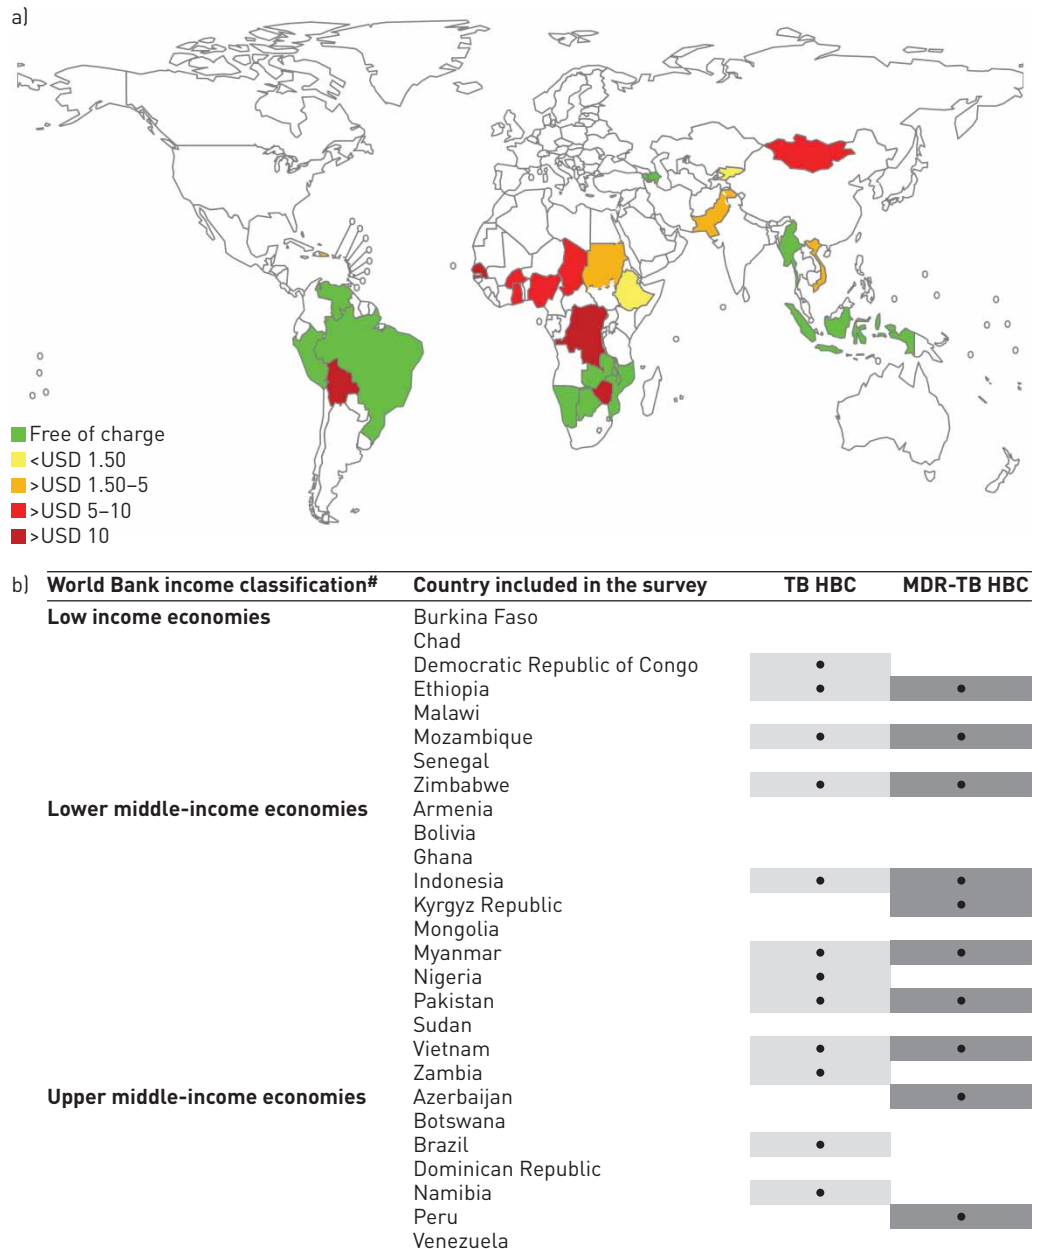 a)
Free of charge
<USD 1.50
>USD 1.50–5
>USD 5–10
>USD 10
b) World Bank income classification# Country included in the survey TB HBC MDR-TB HBC
Low income economies Burkina Faso
Chad
Democratic Republic of Congo •
Ethiopia • •
Malawi
Mozambique • •
Senegal
Zimbabwe • •
Lower middle-income economies Armenia
Bolivia
Ghana
Indonesia • •
Kyrgyz Republic •
Mongolia
Myanmar • •
Nigeria •
Pakistan • •
Sudan
Vietnam • •
Zambia •
Upper middle-income economies Azerbaijan •
Botswana
Brazil •
Dominican Republic
Namibia •
Peru •
Venezuela